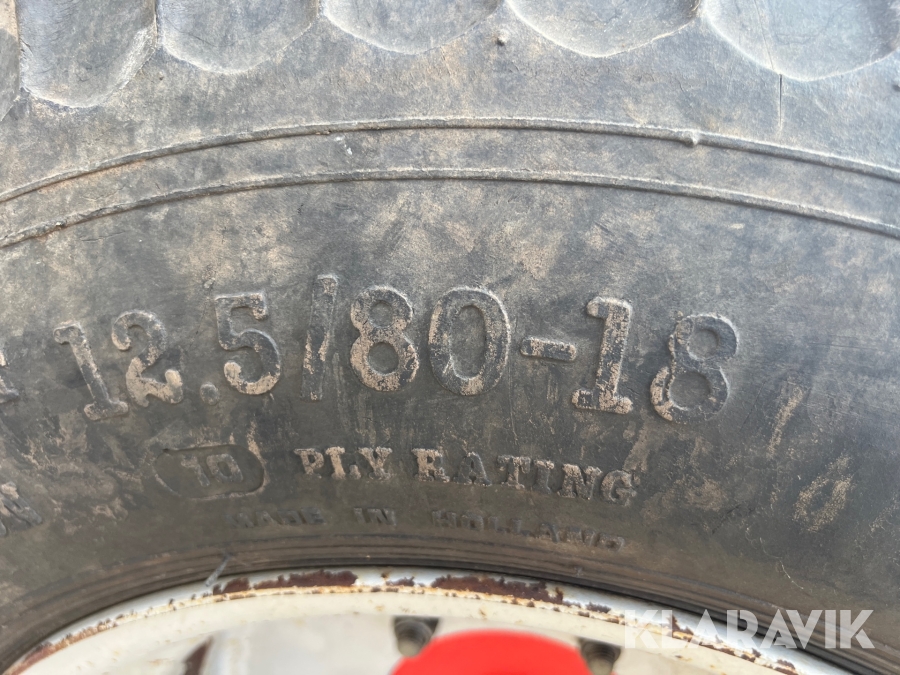 12.5/80-18
10 PLY RATING
MADE IN HOLLAND
KLARAVIK